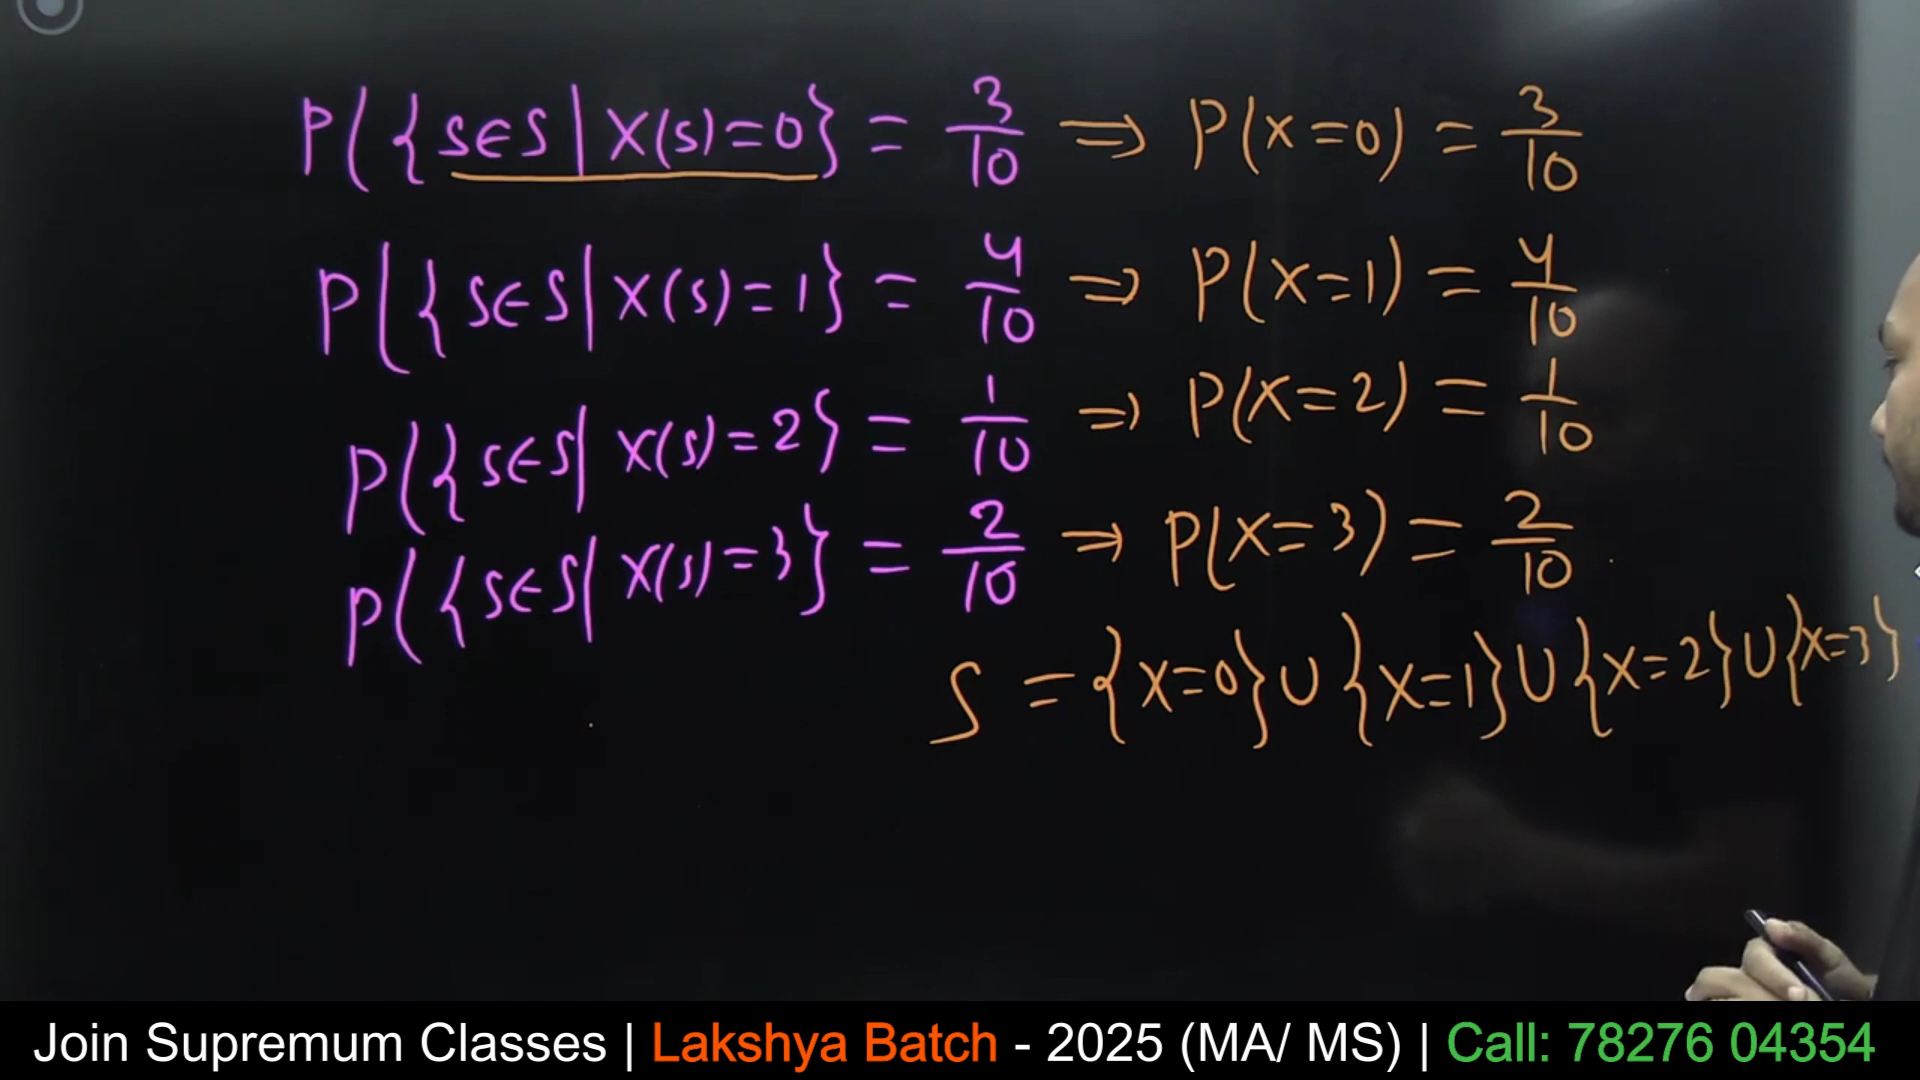 P({s∈S | X(s)=0} = 3/10 ⇒ P(X=0) = 3/10
P({s∈S | X(s)=1} = 4/10 ⇒ P(X=1) = 4/10
P({s∈S | X(s)=2} = 1/10 ⇒ P(X=2) = 1/10
P({s∈S | X(s)=3} = 2/10 ⇒ P(X=3) = 2/10
S = {X=0} ∪ {X=1} ∪ {X=2} ∪ {X=3}
Join Supremum Classes | Lakshya Batch - 2025 (MA/ MS) | Call: 78276 04354